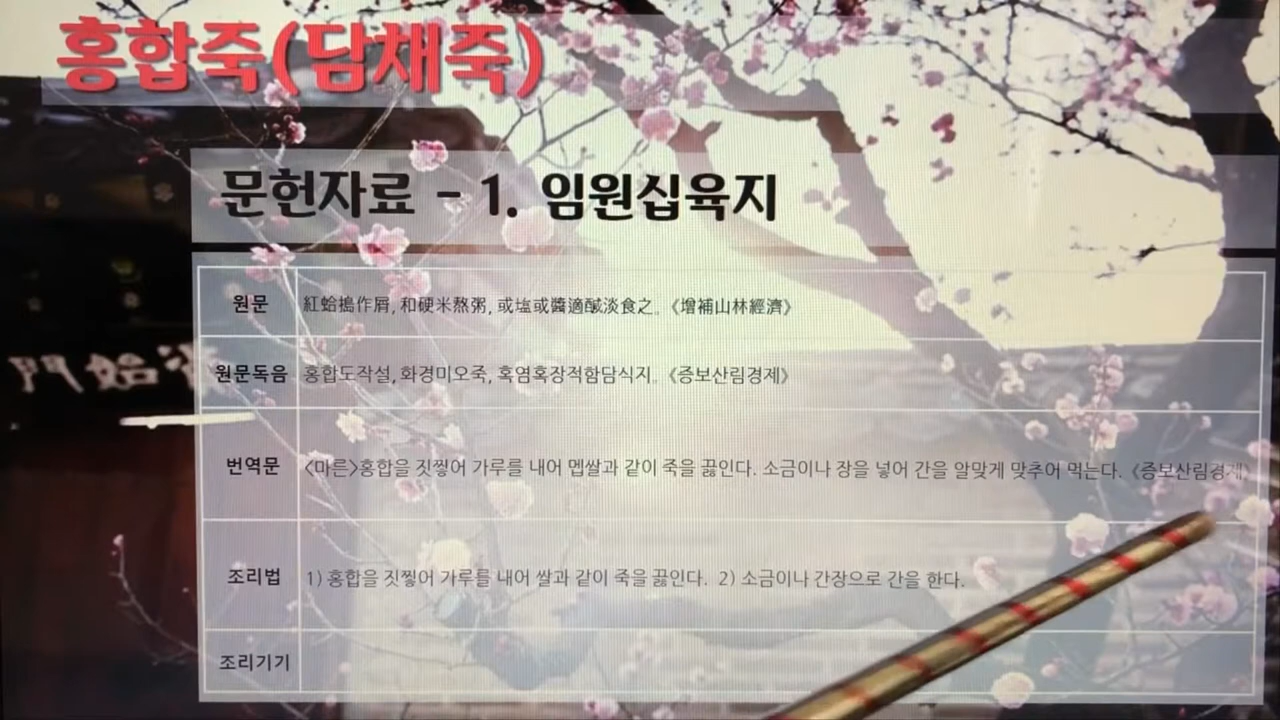 홍합죽(담채죽)
문헌자료 - 1. 임원십육지
원문 紅蛤搗作屑, 和硬米熬粥, 或塩或醬適醎淡食之. 《增補山林經濟》
원문독음 홍합도작설, 화경미오죽, 혹염혹장적함담식지. 《증보산림경제》
번역문 <마른>홍합을 짓찧어 가루를 내어 멥쌀과 같이 죽을 끓인다. 소금이나 장을 넣어 간을 알맞게 맞추어 먹는다. 《증보산림경제》
조리법 1) 홍합을 짓찧어 가루를 내어 쌀과 같이 죽을 끓인다. 2) 소금이나 간장으로 간을 한다.
조리기기
門始